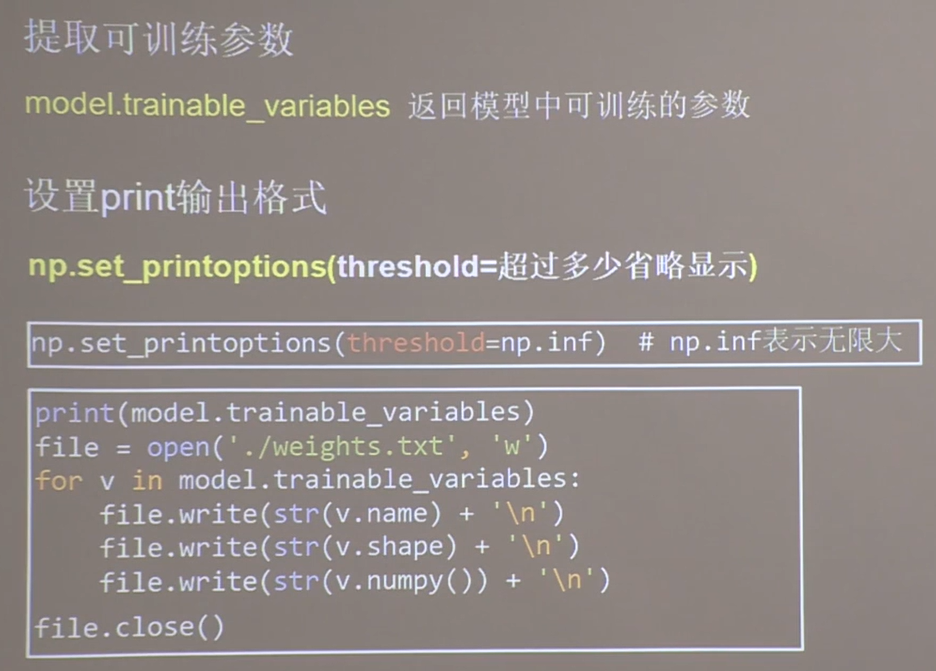 提取可训练参数
model.trainable_variables 返回模型中可训练的参数
设置print输出格式
np.set_printoptions(threshold=超过多少省略显示)
np.set_printoptions(threshold=np.inf)  # np.inf表示无限大
print(model.trainable_variables)
file = open('./weights.txt', 'w')
for v in model.trainable_variables:
    file.write(str(v.name) + '\n')
    file.write(str(v.shape) + '\n')
    file.write(str(v.numpy()) + '\n')
file.close()